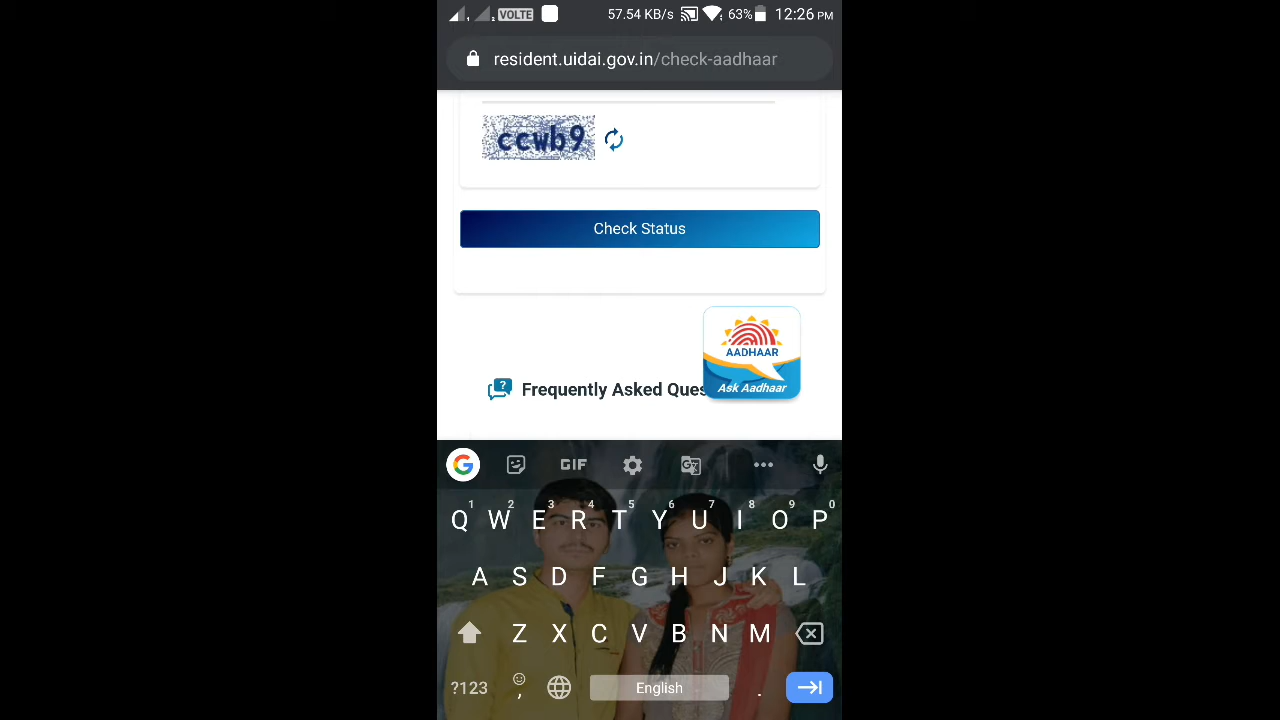 VOLTE 57.54 KB/s 63% 12:26 PM
resident.uidai.gov.in/check-aadhaar
ccwb9
Check Status
AADHAAR
Ask Aadhaar
Frequently Asked Ques
G GIF
1 2 3 4 5 6 7 8 9 0
Q W E R T Y U I O P
A S D F G H J K L
Z X C V B N M
?123 , English .